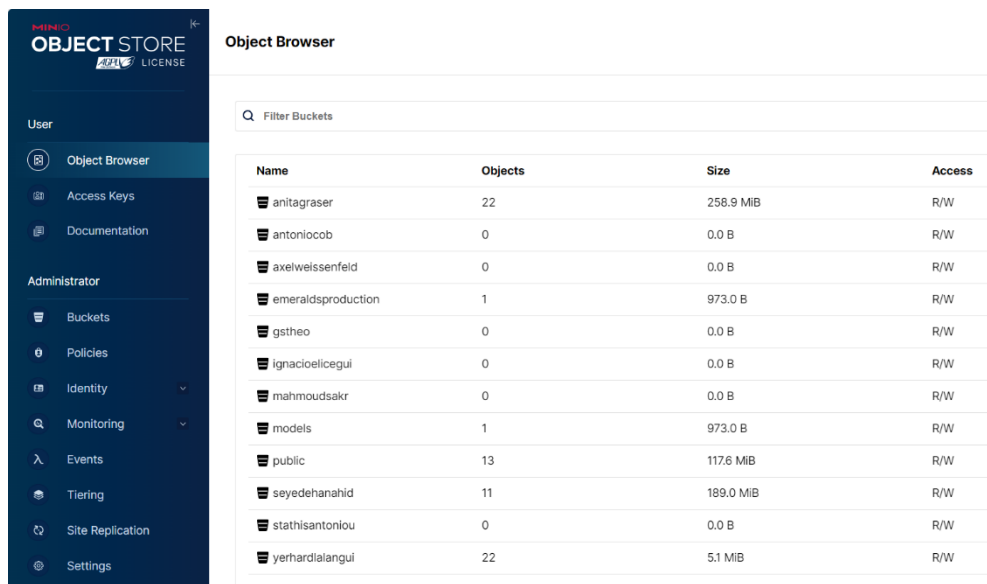 MINIO
OBJECT STORE
AGPLv3 LICENSE
User
Object Browser
Access Keys
Documentation
Administrator
Buckets
Policies
Identity
Monitoring
Events
Tiering
Site Replication
Settings
Object Browser
Filter Buckets
Name Objects Size Access
anitagraser 22 258.9 MiB R/W
antoniocob 0 0.0 B R/W
axelweissenfeld 0 0.0 B R/W
emeraldsproduction 1 973.0 B R/W
gstheo 0 0.0 B R/W
ignacioelicegui 0 0.0 B R/W
mahmoudsakr 0 0.0 B R/W
models 1 973.0 B R/W
public 13 117.6 MiB R/W
seyedehanahid 11 189.0 MiB R/W
stathisantoniou 0 0.0 B R/W
yerhardlalangui 22 5.1 MiB R/W